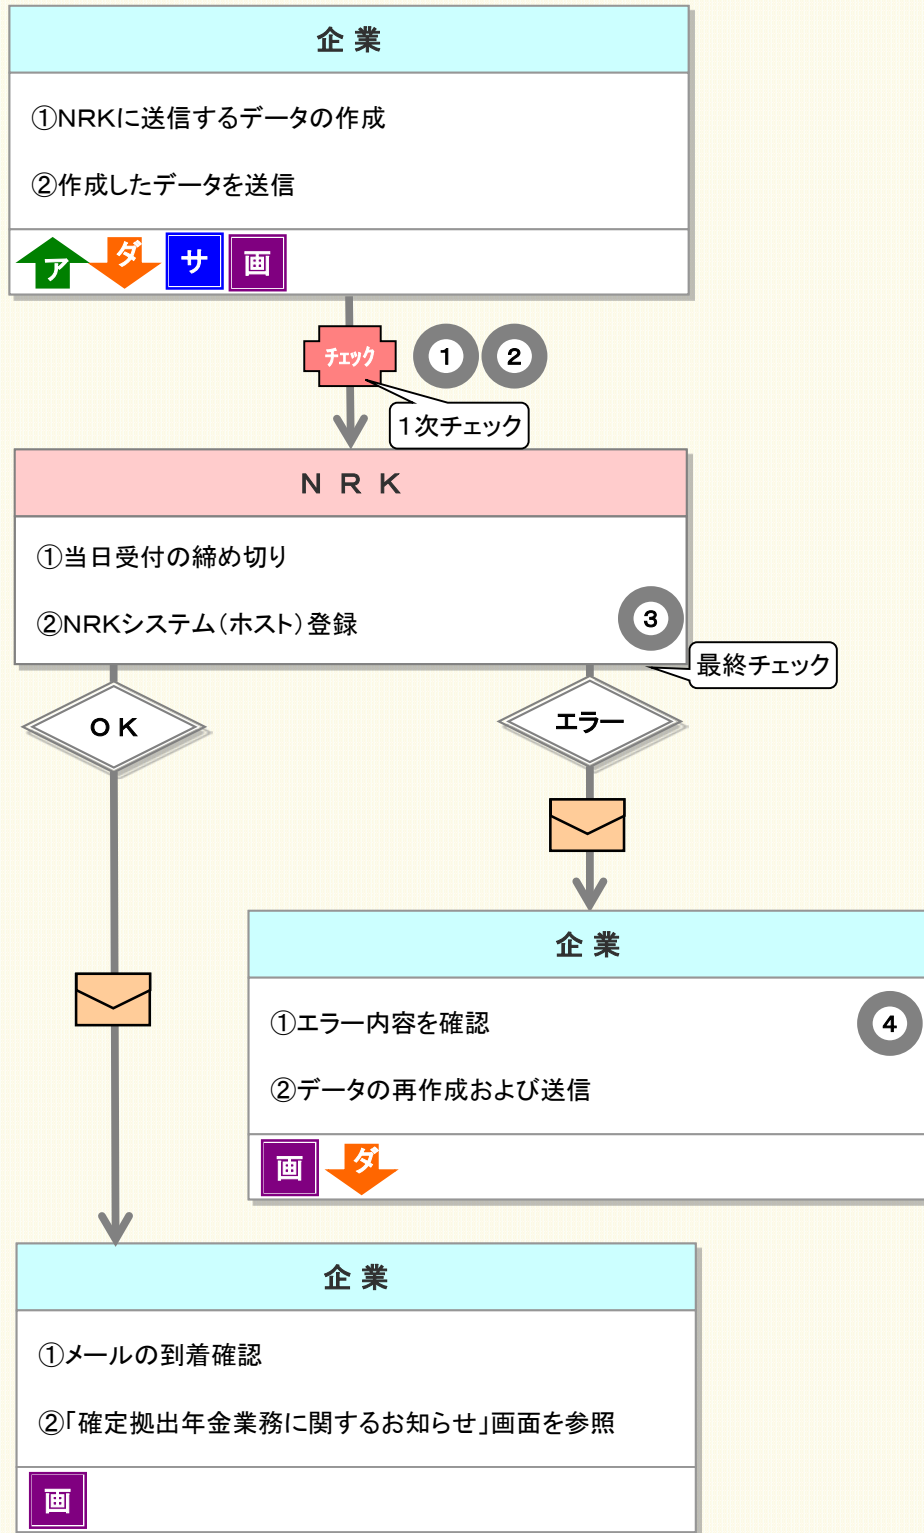 企 業
①NRKに送信するデータの作成
②作成したデータを送信
ア ダ サ 画
チェック 1 2
1次チェック
N R K
①当日受付の締め切り
②NRKシステム(ホスト)登録
3
最終チェック
OK
エラー
企 業
①エラー内容を確認
4
②データの再作成および送信
画 ダ
企 業
①メールの到着確認
②「確定拠出年金業務に関するお知らせ」画面を参照
画